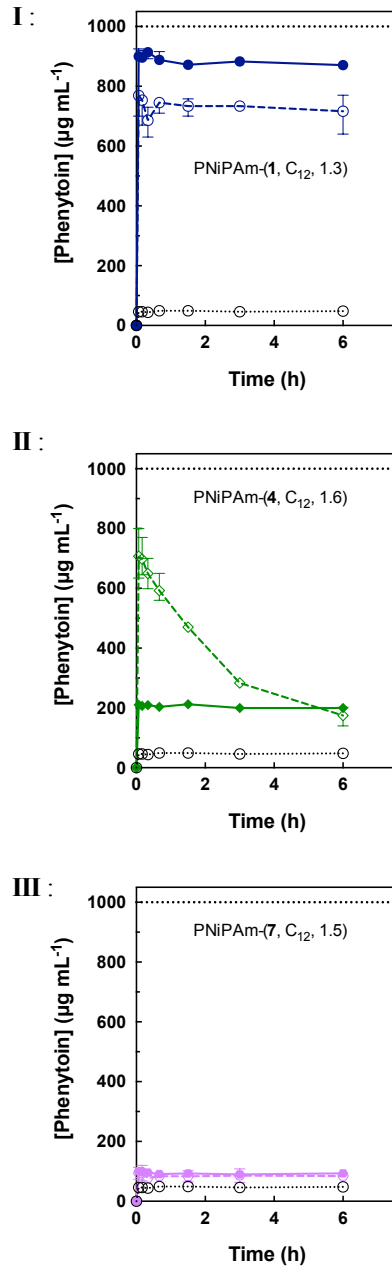 I :
[Phenytoin] (µg mL⁻¹)
1000
800
600
400
200
0
PNiPAm-(1, C₁₂, 1.3)
0 2 4 6
Time (h)
II :
[Phenytoin] (µg mL⁻¹)
1000
800
600
400
200
0
PNiPAm-(4, C₁₂, 1.6)
0 2 4 6
Time (h)
III :
[Phenytoin] (µg mL⁻¹)
1000
800
600
400
200
0
PNiPAm-(7, C₁₂, 1.5)
0 2 4 6
Time (h)